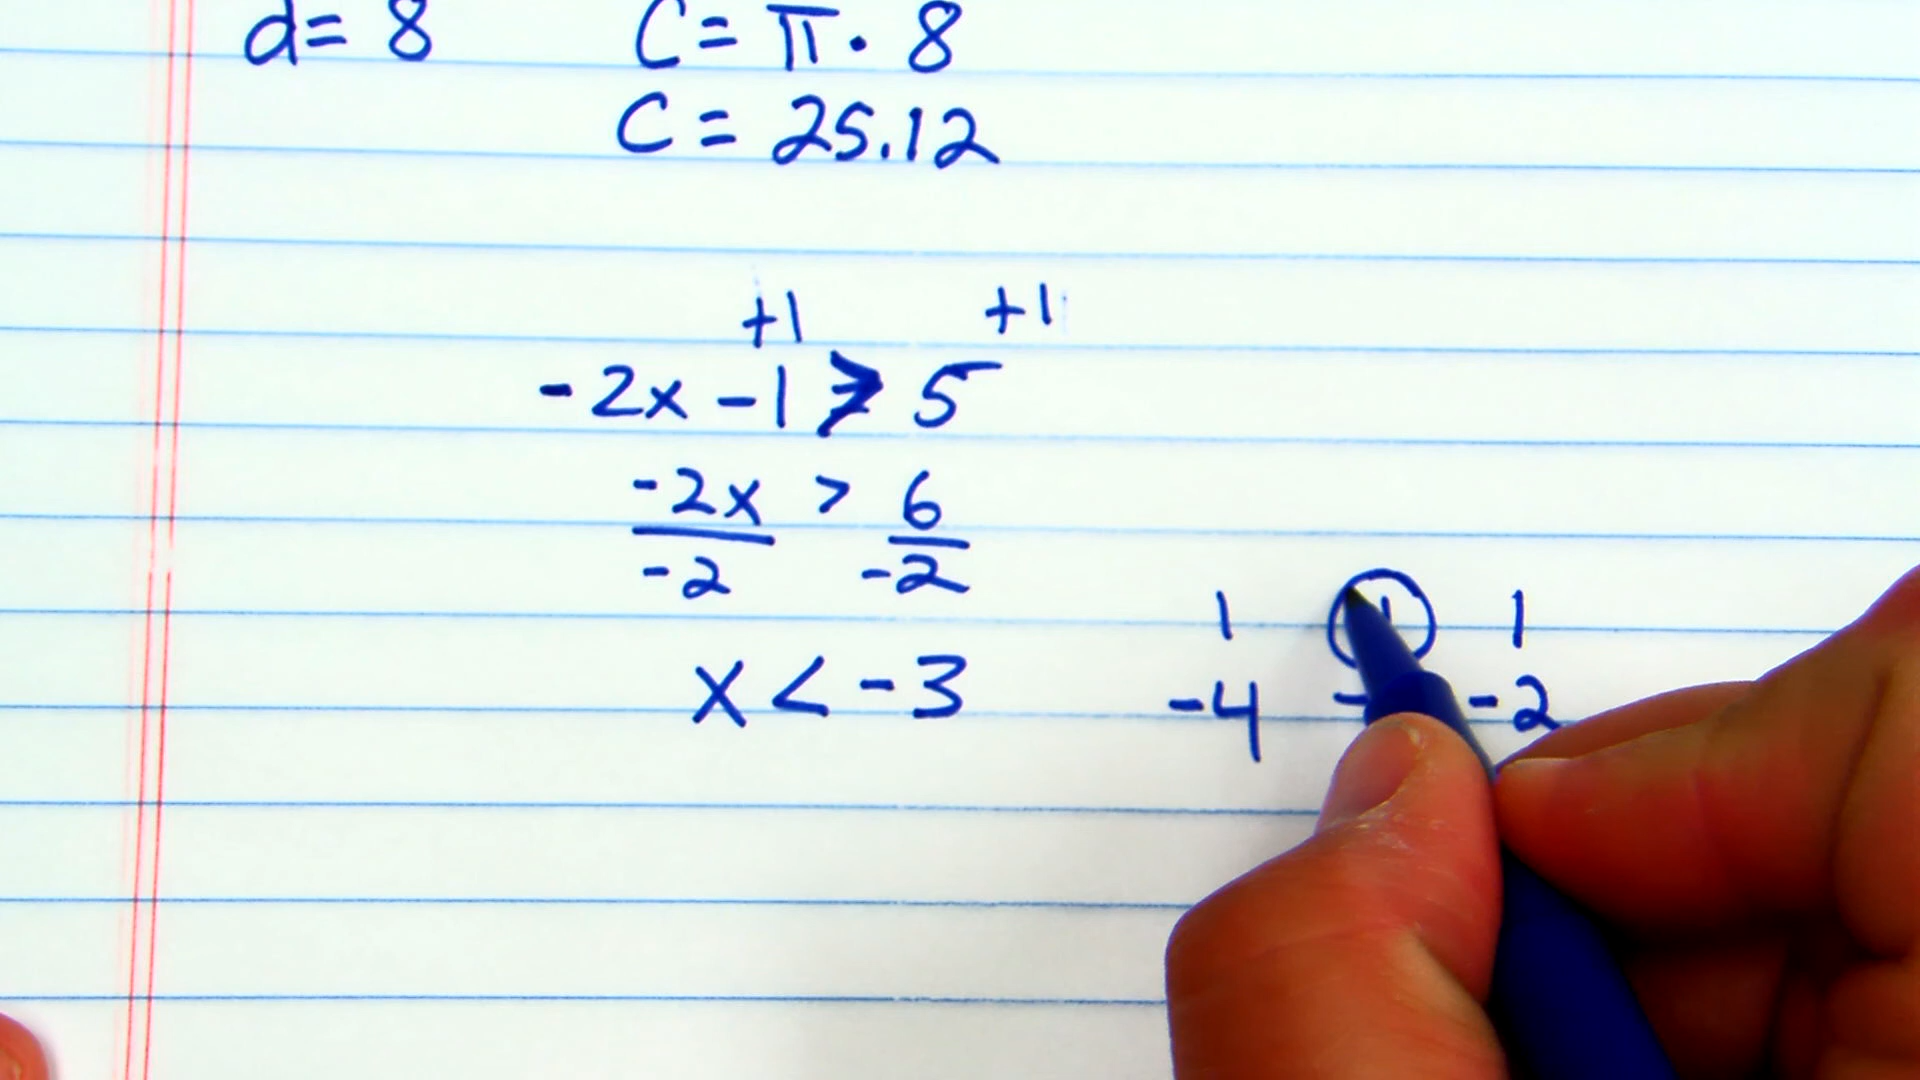 d= 8 C= π· 8
C = 25.12
+1 +1
-2x -1 > 5
-2x > 6
-2 -2
1 1
x < -3 -4 - -2